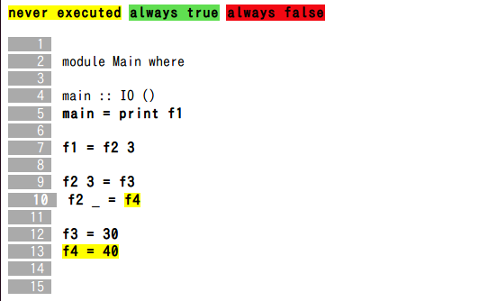 never executed always true always false
1
2 module Main where
3
4 main :: IO ()
5 main = print f1
6
7 f1 = f2 3
8
9 f2 3 = f3
10 f2 _ = f4
11
12 f3 = 30
13 f4 = 40
14
15